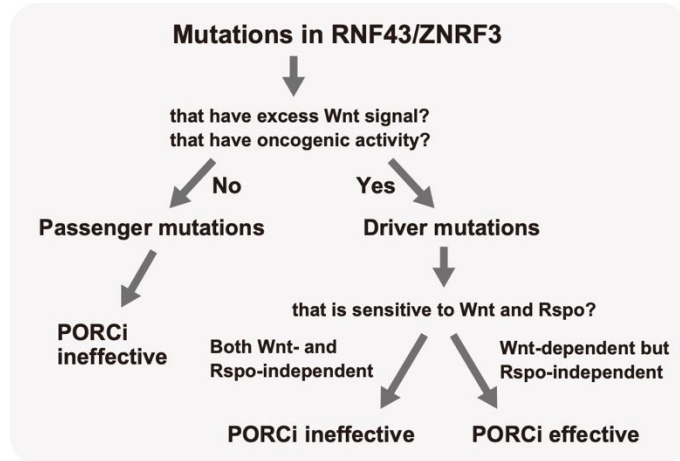 Mutations in RNF43/ZNRF3
that have excess Wnt signal?
that have oncogenic activity?
No
Yes
Passenger mutations
Driver mutations
PORCi
ineffective
that is sensitive to Wnt and Rspo?
Both Wnt- and
Rspo-independent
Wnt-dependent but
Rspo-independent
PORCi ineffective
PORCi effective